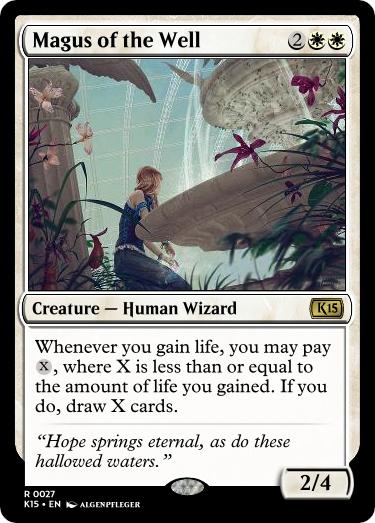 Magus of the Well 2
Creature — Human Wizard K15
Whenever you gain life, you may pay
X, where X is less than or equal to
the amount of life you gained. If you
do, draw X cards.
“Hope springs eternal, as do these
hallowed waters.”
2/4
R 0027
K15 • EN ALGENPFLEGER